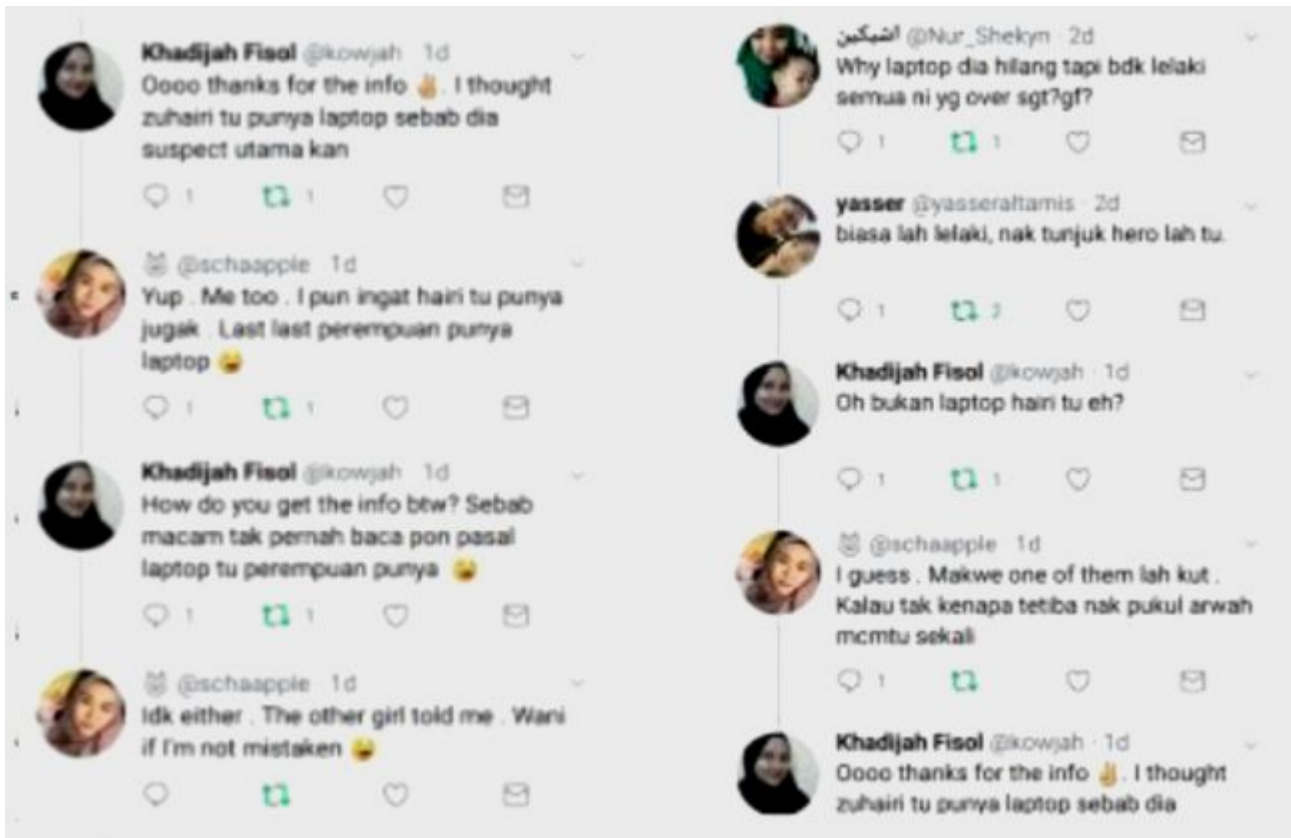 Khadijah Fisol @kowjah 1d
Oooo thanks for the info ✌. I thought
zuhairi tu punya laptop sebab dia
suspect utama kan
1 1
@schaapple 1d
Yup . Me too . I pun ingat hairi tu punya
jugak . Last last perempuan punya
laptop 😅
1 1
Khadijah Fisol @kowjah 1d
How do you get the info btw? Sebab
macam tak pernah baca pon pasal
laptop tu perempuan punya 😅
1 1
@schaapple 1d
Idk either . The other girl told me . Wani
if I'm not mistaken 😅
اشيكين @Nur_Shekyn · 2d
Why laptop dia hilang tapi bdk lelaki
semua ni yg over sgt?gf?
1 1
yasser @yasseraltamis · 2d
biasa lah lelaki, nak tunjuk hero lah tu.
1 2
Khadijah Fisol @kowjah · 1d
Oh bukan laptop hairi tu eh?
1 1
@schaapple · 1d
I guess . Makwe one of them lah kut .
Kalau tak kenapa tetiba nak pukul arwah
mcmtu sekali
1
Khadijah Fisol @kowjah · 1d
Oooo thanks for the info ✌. I thought
zuhairi tu punya laptop sebab dia